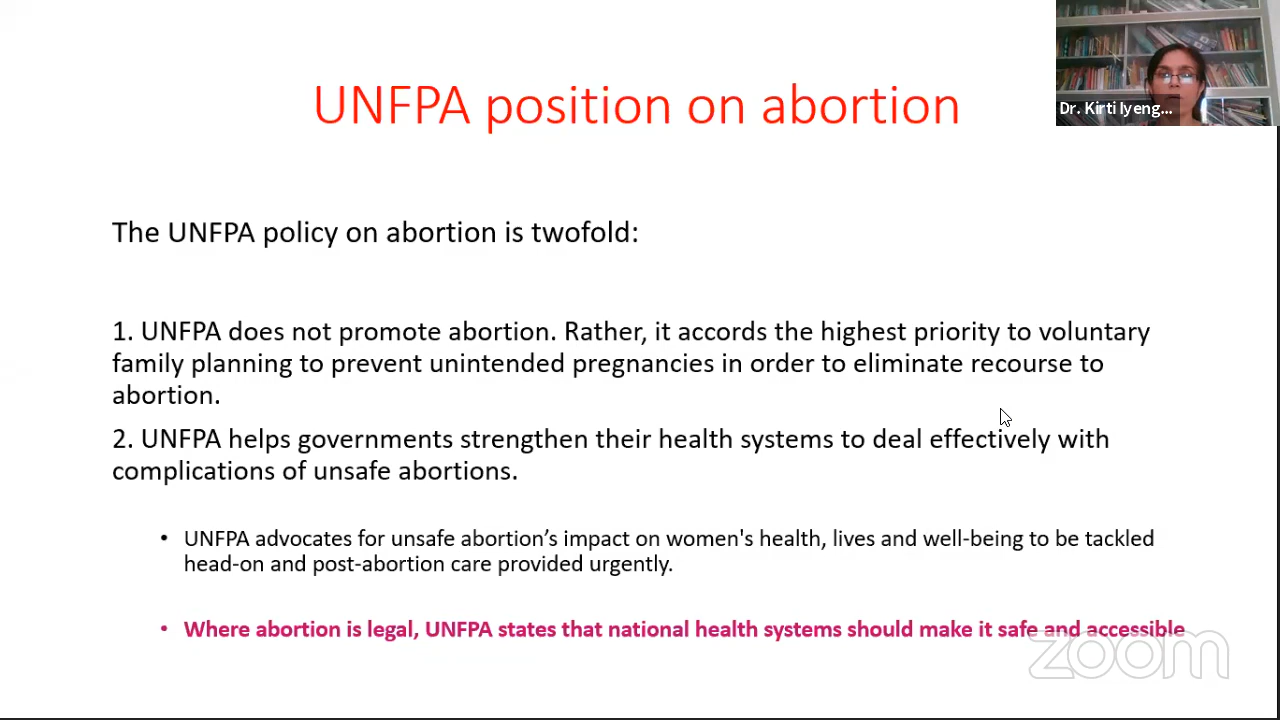 UNFPA position on abortion
Dr. Kirti Iyeng...
The UNFPA policy on abortion is twofold:
1. UNFPA does not promote abortion. Rather, it accords the highest priority to voluntary
family planning to prevent unintended pregnancies in order to eliminate recourse to
abortion.
2. UNFPA helps governments strengthen their health systems to deal effectively with
complications of unsafe abortions.
• UNFPA advocates for unsafe abortion’s impact on women's health, lives and well-being to be tackled
head-on and post-abortion care provided urgently.
• Where abortion is legal, UNFPA states that national health systems should make it safe and accessible
zoom